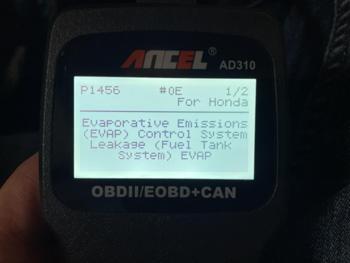 ANCEL® AD310
P1456 #0E 1/2
For Honda
Evaporative Emissions
(EVAP) Control System
Leakage (Fuel Tank
System) EVAP
OBDII/EOBD+CAN